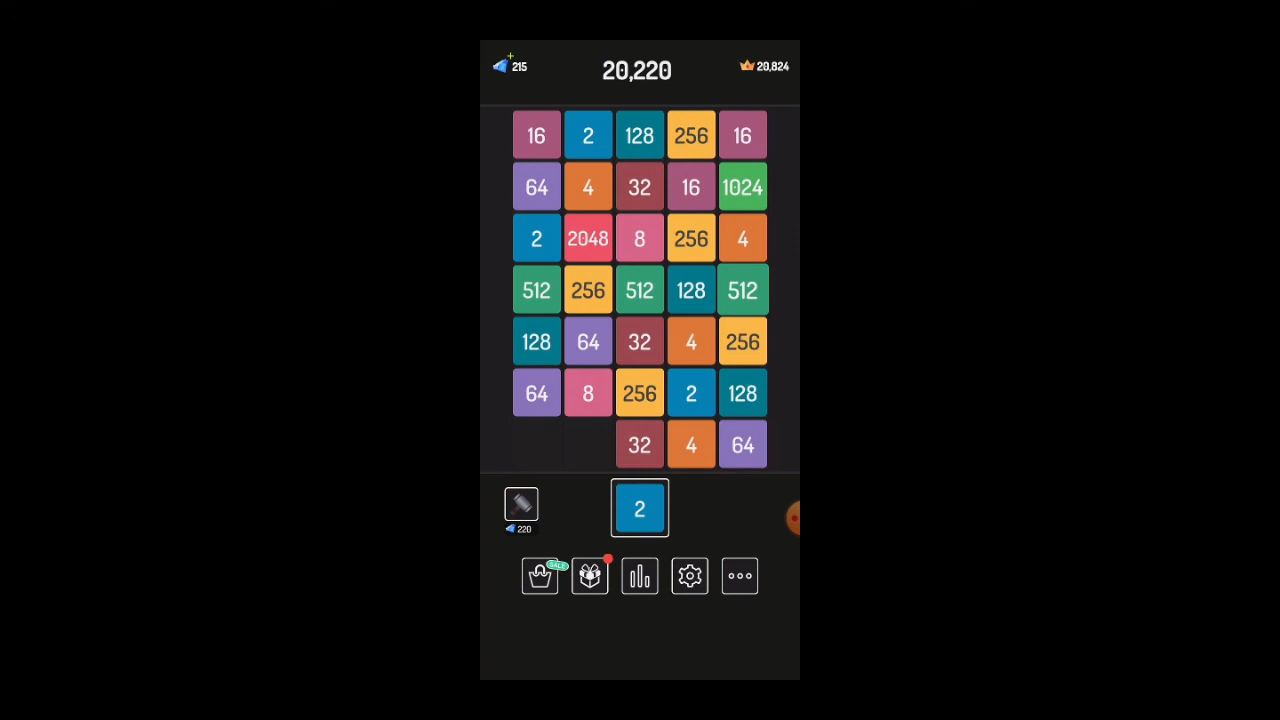 215 20,220 20,824
16 2 128 256 16
64 4 32 16 1024
2 2048 8 256 4
512 256 512 128 512
128 64 32 4 256
64 8 256 2 128
32 4 64
2
220
SALE